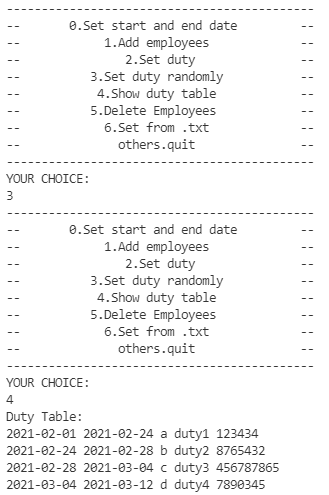 --------------------------------------------
-- 0.Set start and end date --
-- 1.Add employees --
-- 2.Set duty --
-- 3.Set duty randomly --
-- 4.Show duty table --
-- 5.Delete Employees --
-- 6.Set from .txt --
-- others.quit --
--------------------------------------------
YOUR CHOICE:
3
--------------------------------------------
-- 0.Set start and end date --
-- 1.Add employees --
-- 2.Set duty --
-- 3.Set duty randomly --
-- 4.Show duty table --
-- 5.Delete Employees --
-- 6.Set from .txt --
-- others.quit --
--------------------------------------------
YOUR CHOICE:
4
Duty Table:
2021-02-01 2021-02-24 a duty1 123434
2021-02-24 2021-02-28 b duty2 8765432
2021-02-28 2021-03-04 c duty3 456787865
2021-03-04 2021-03-12 d duty4 7890345